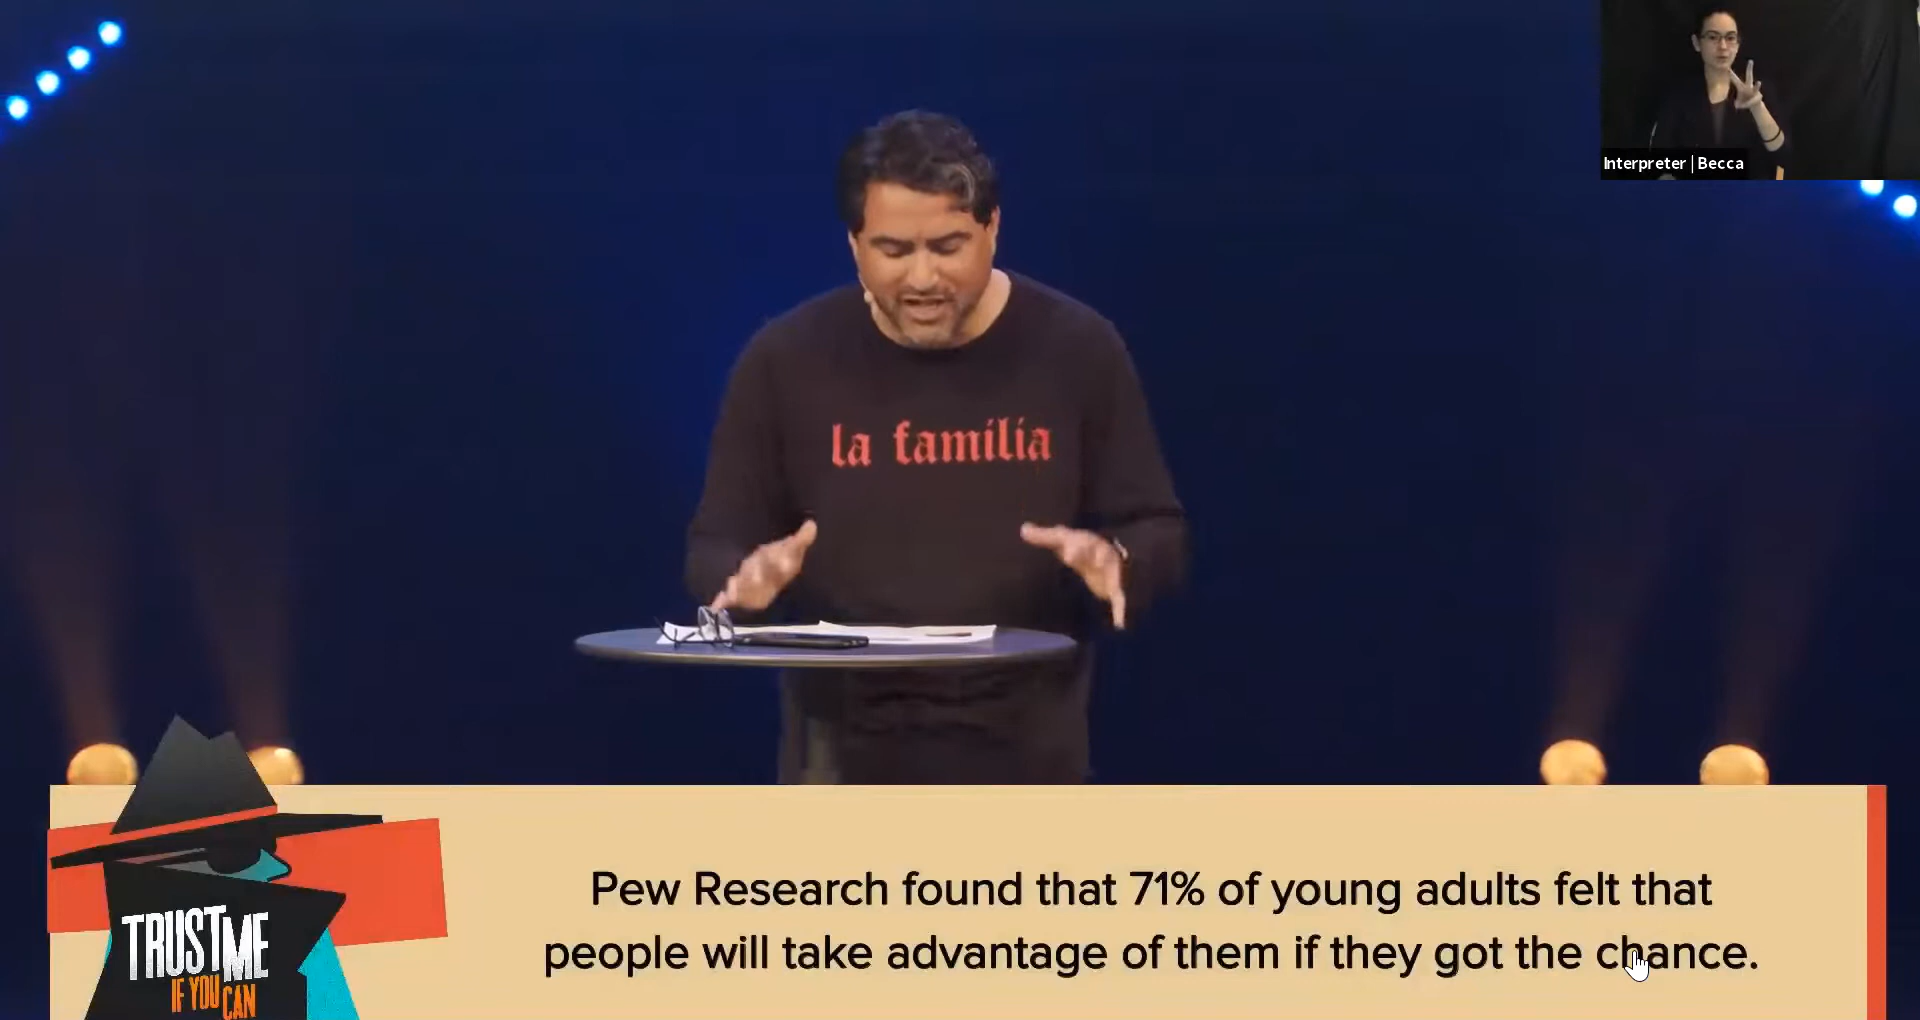 Interpreter | Becca
la familia
Pew Research found that 71% of young adults felt that
people will take advantage of them if they got the chance.
TRUST ME
IF YOU CAN